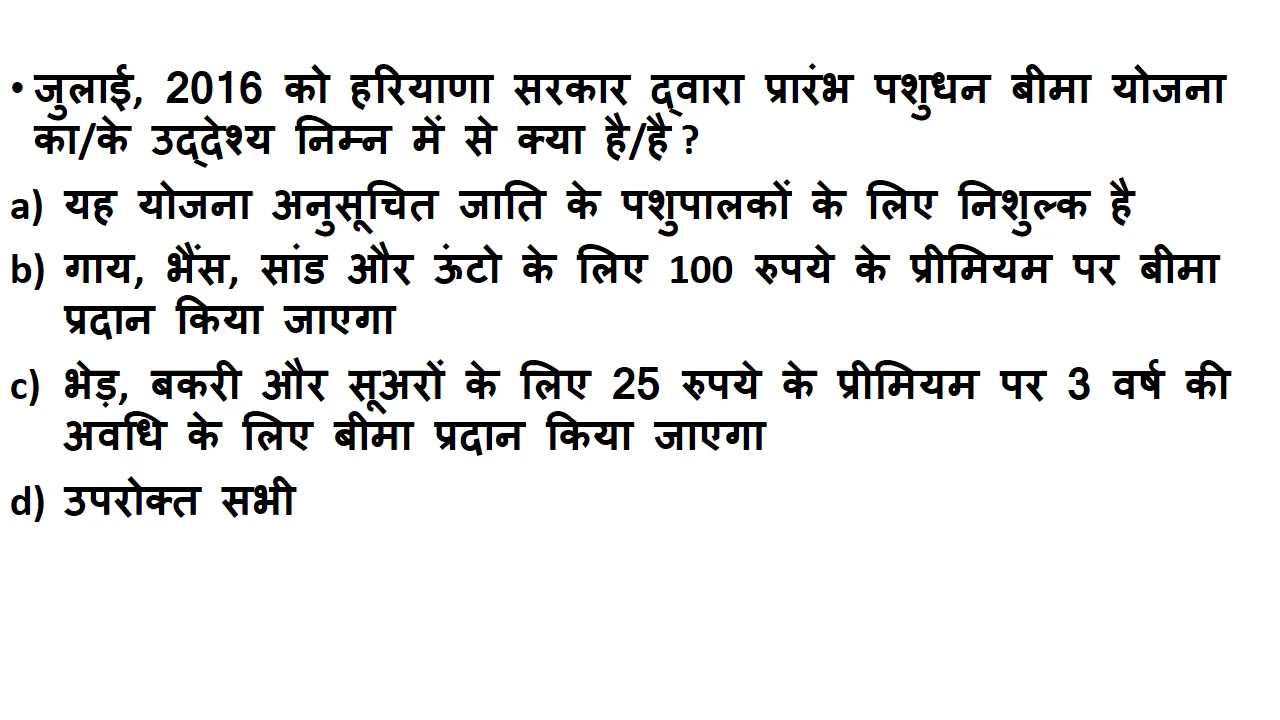 • जुलाई, 2016 को हरियाणा सरकार द्वारा प्रारंभ पशुधन बीमा योजना
का/के उद्देश्य निम्न में से क्या है/है ?
a) यह योजना अनुसूचित जाति के पशुपालकों के लिए निशुल्क है
b) गाय, भैंस, सांड और ऊंटो के लिए 100 रुपये के प्रीमियम पर बीमा
प्रदान किया जाएगा
c) भेड़, बकरी और सूअरों के लिए 25 रुपये के प्रीमियम पर 3 वर्ष की
अवधि के लिए बीमा प्रदान किया जाएगा
d) उपरोक्त सभी